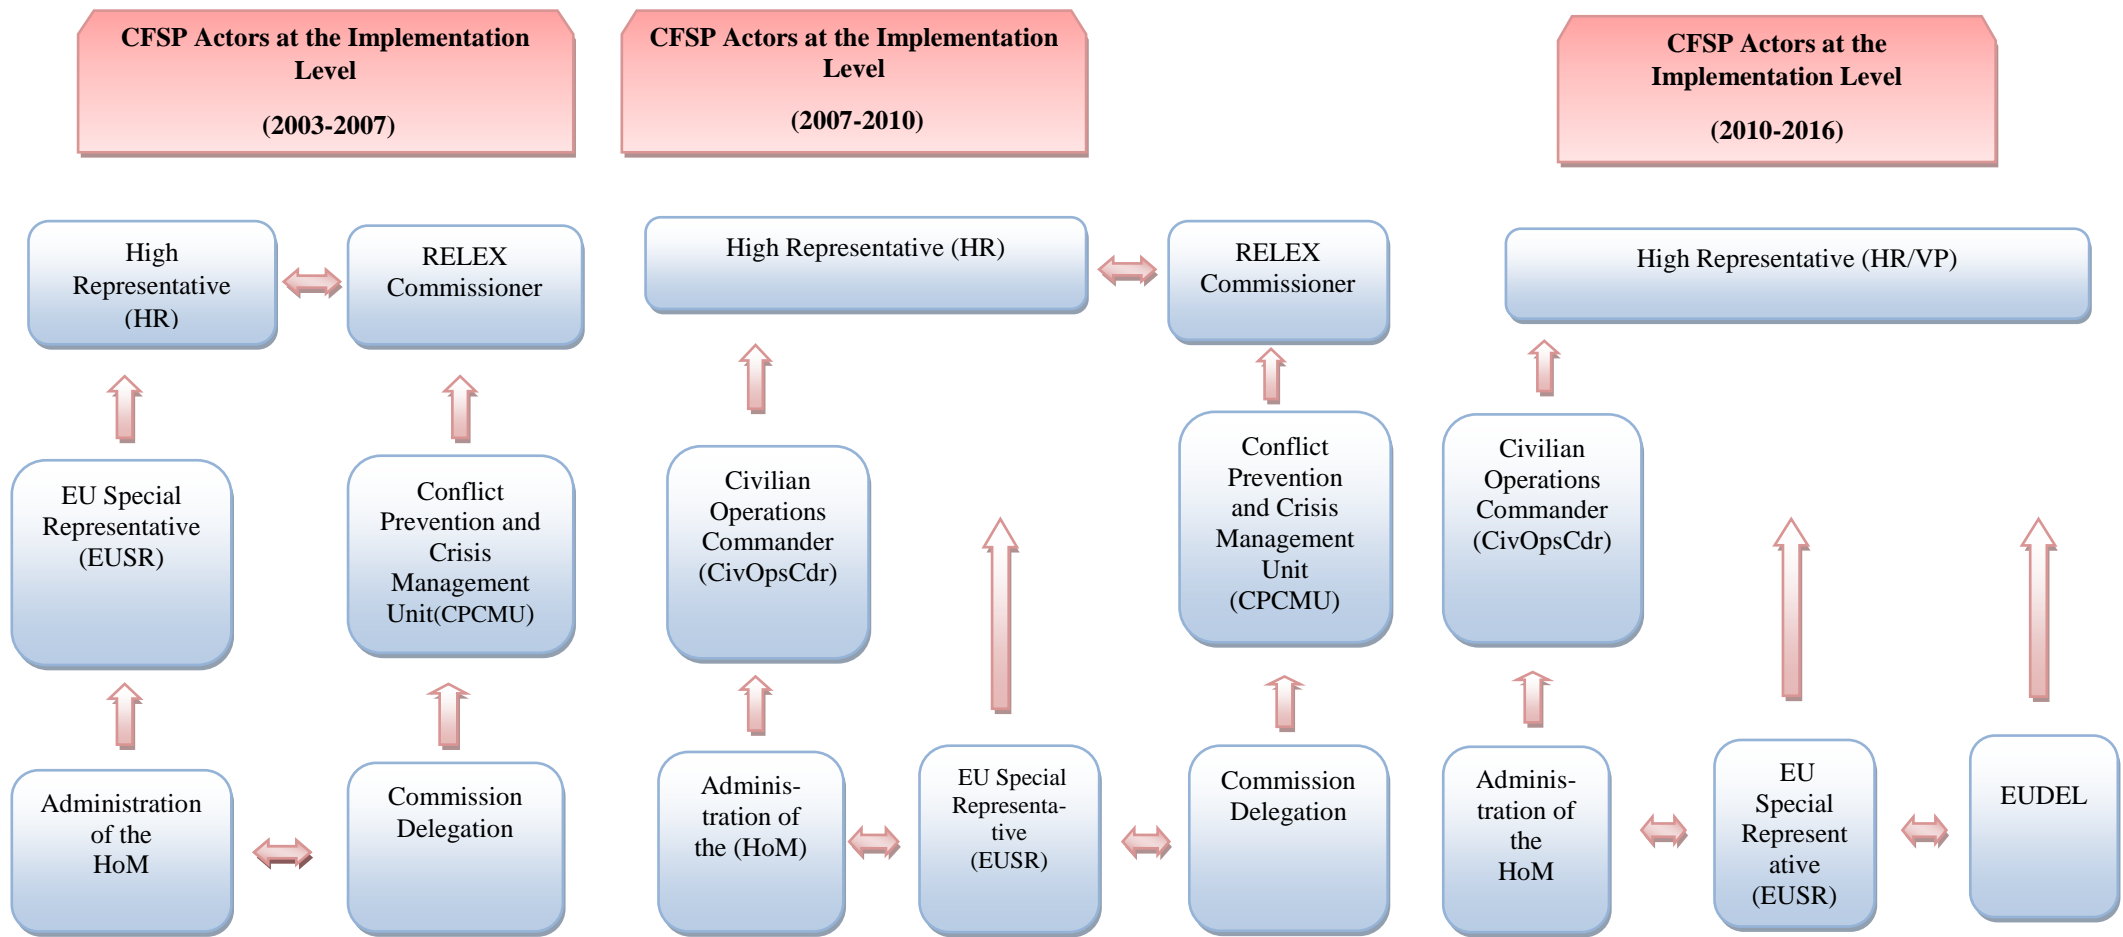 CFSP Actors at the Implementation
Level
(2003-2007)
CFSP Actors at the Implementation
Level
(2007-2010)
CFSP Actors at the
Implementation Level
(2010-2016)
High
Representative
(HR)
RELEX
Commissioner
High Representative (HR)
RELEX
Commissioner
High Representative (HR/VP)
EU Special
Representative
(EUSR)
Conflict
Prevention and
Crisis
Management
Unit(CPCMU)
Civilian
Operations
Commander
(CivOpsCdr)
Conflict
Prevention
and Crisis
Management
Unit
(CPCMU)
Civilian
Operations
Commander
(CivOpsCdr)
Administration
of the
HoM
Commission
Delegation
Adminis-
tration of
the (HoM)
EU Special
Representa-
tive
(EUSR)
Commission
Delegation
Adminis-
tration of
the
HoM
EU
Special
Represent
ative
(EUSR)
EUDEL